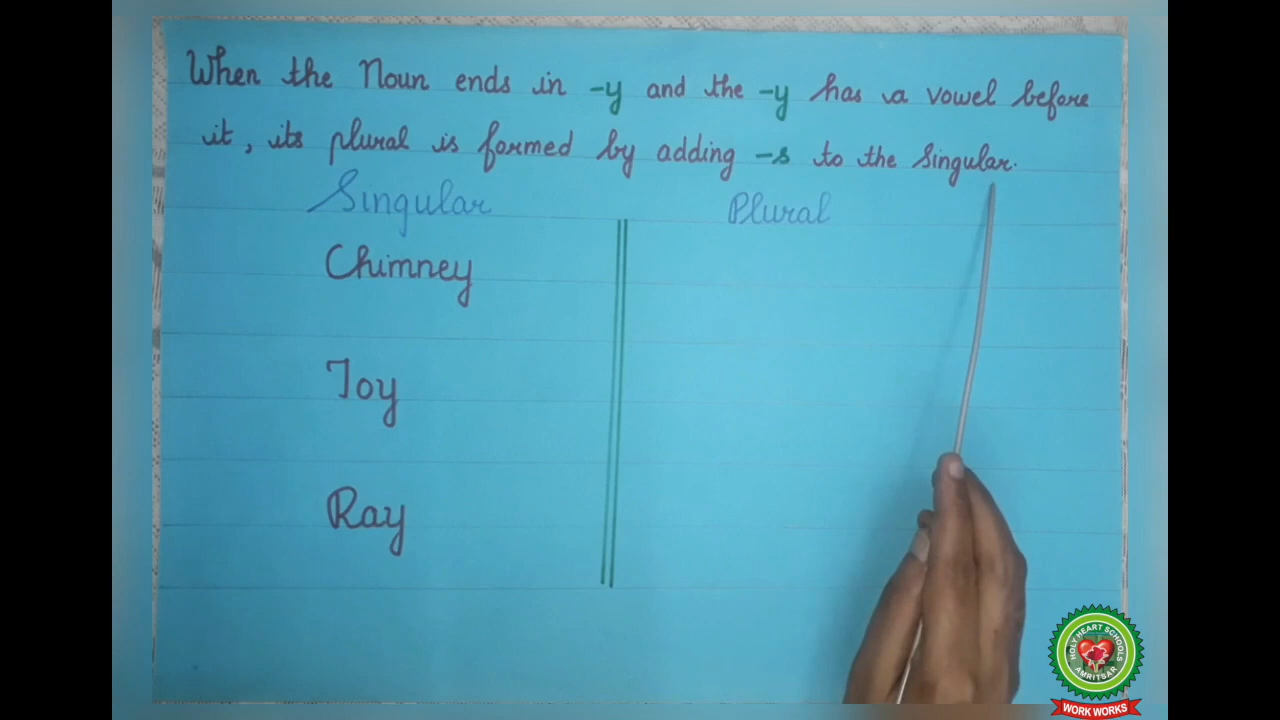 When the Noun ends in -y and the -y has a vowel before
it, its plural is formed by adding -s to the Singular.
Singular Plural
Chimney
Toy
Ray
HOLY HEART SCHOOLS
AMRITSAR
WORK WORKS